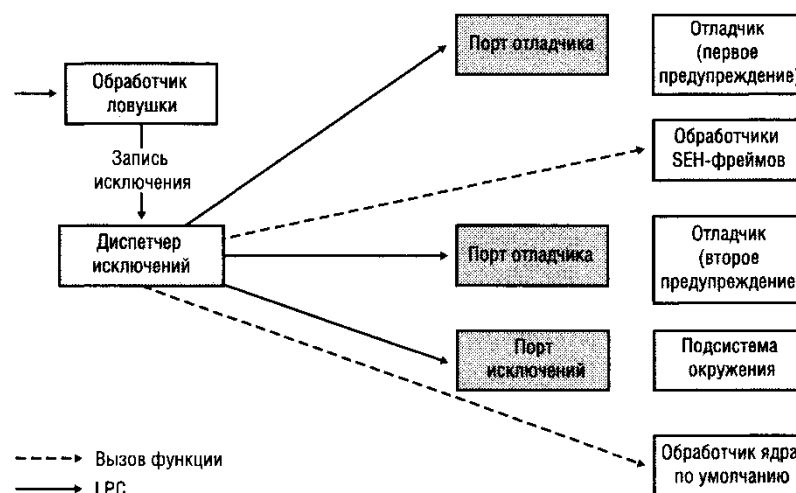 Порт отладчика
Отладчик
(первое
предупреждение)
Обработчик
ловушки
Запись
исключения
Обработчики
SEH-фреймов
Диспетчер
исключений
Порт отладчика
Отладчик
(второе
предупреждение
Порт
исключений
Подсистема
окружения
Вызов функции
LPC
Обработчик ядра
по умолчанию